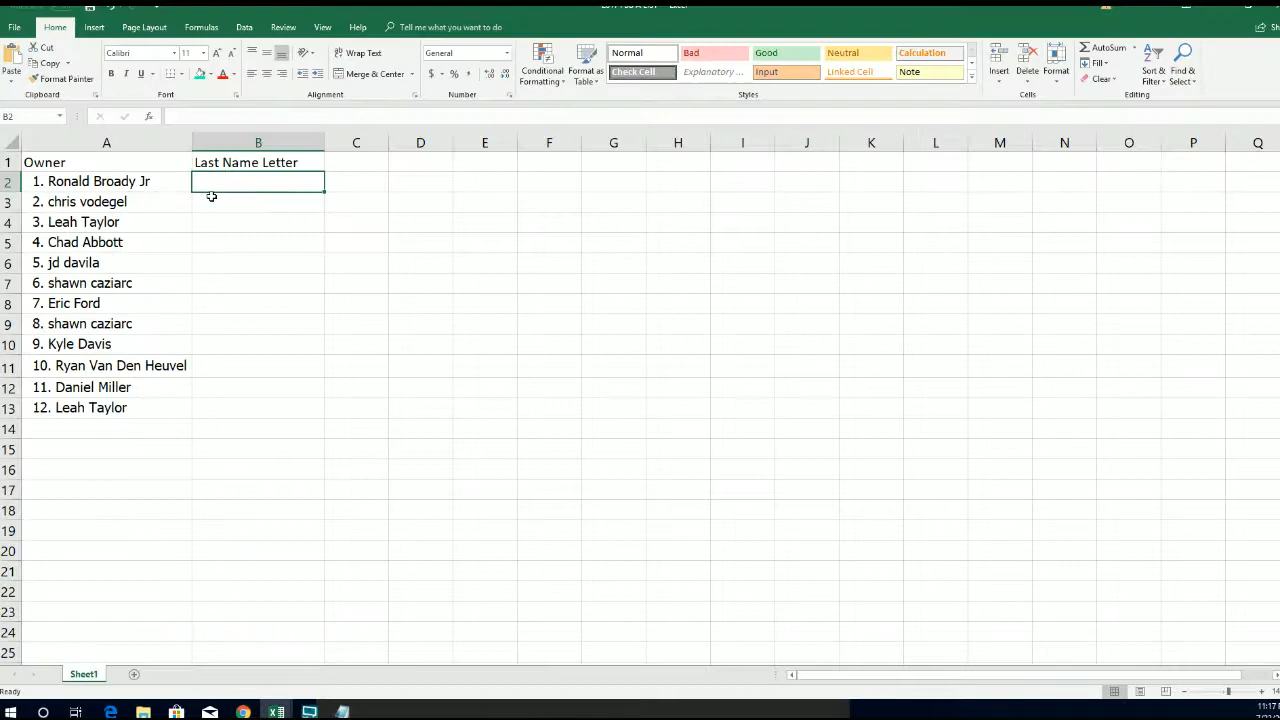 File Home Insert Page Layout Formulas Data Review View Help Tell me what you want to do
Cut
Copy
Format Painter
Paste
Clipboard
Calibri 11
B I U
Font
Wrap Text
Merge & Center
Alignment
General
$ % ,
Number
Conditional Formatting
Format as Table
Normal Bad Good Neutral Calculation
Check Cell Explanatory ... Input Linked Cell Note
Styles
Insert Delete Format
Cells
AutoSum
Fill
Clear
Sort & Filter
Find & Select
Editing
B2 fx
A B C D E F G H I J K L M N O P Q
1 Owner Last Name Letter
2 1. Ronald Broady Jr
3 2. chris vodegel
4 3. Leah Taylor
5 4. Chad Abbott
6 5. jd davila
7 6. shawn caziarc
8 7. Eric Ford
9 8. shawn caziarc
10 9. Kyle Davis
11 10. Ryan Van Den Heuvel
12 11. Daniel Miller
13 12. Leah Taylor
14
15
16
17
18
19
20
21
22
23
24
25
Sheet1
Ready
11:17